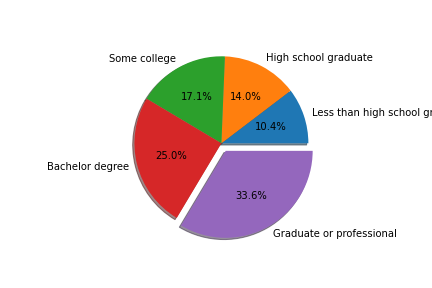 Some college
High school graduate
17.1%
14.0%
Less than high school gr
10.4%
25.0%
Bachelor degree
33.6%
Graduate or professional